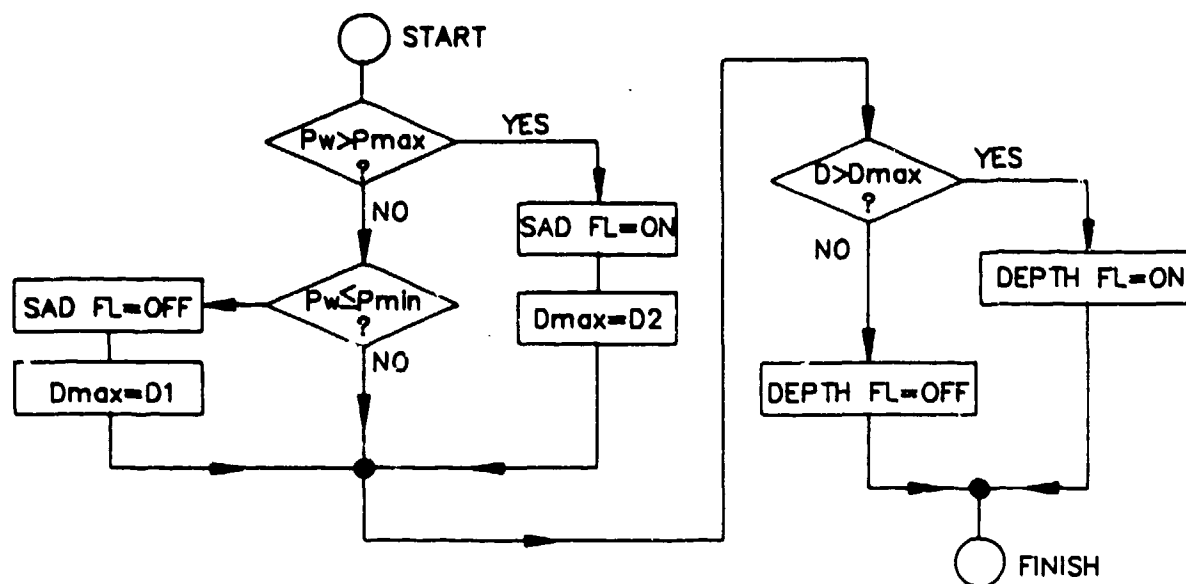 START
Pw>Pmax
?
YES
NO
SAD FL=ON
Dmax=D2
Pw≤Pmin
?
NO
SAD FL=OFF
Dmax=D1
D>Dmax
?
YES
NO
DEPTH FL=ON
DEPTH FL=OFF
FINISH